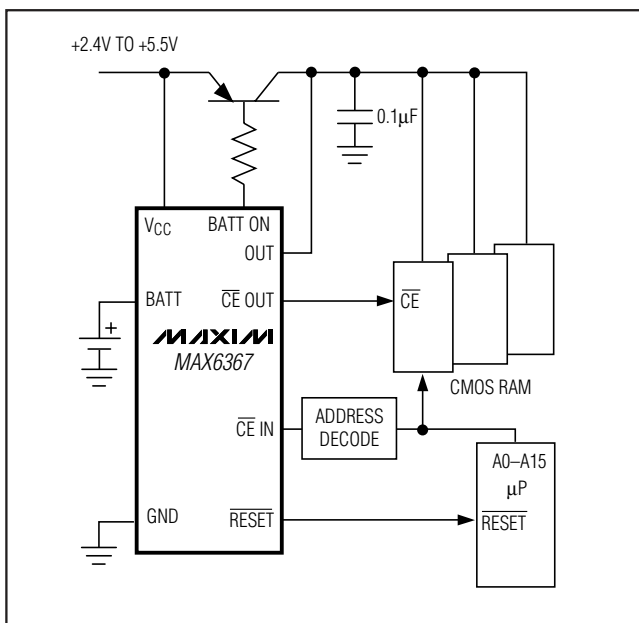 +2.4V TO +5.5V
0.1µF
VCC
BATT ON
OUT
BATT
CE OUT
CE
+
MAXIM
MAX6367
CMOS RAM
CE IN
ADDRESS
DECODE
A0–A15
µP
GND
RESET
RESET